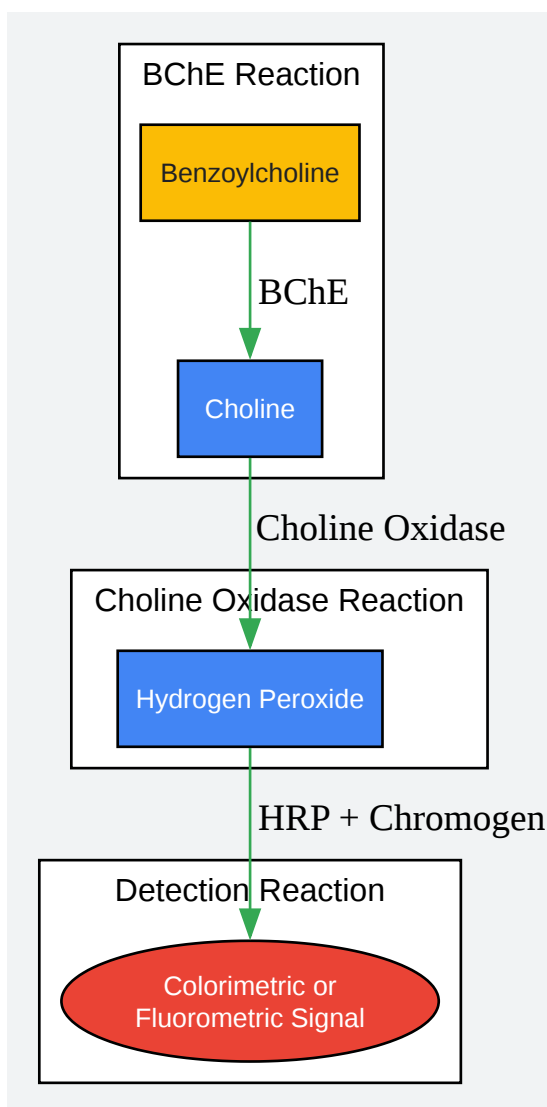 BChE Reaction
Benzoylcholine
BChE
Choline
Choline Oxidase
Choline Oxidase Reaction
Hydrogen Peroxide
HRP + Chromogen
Detection Reaction
Colorimetric or
Fluorometric Signal